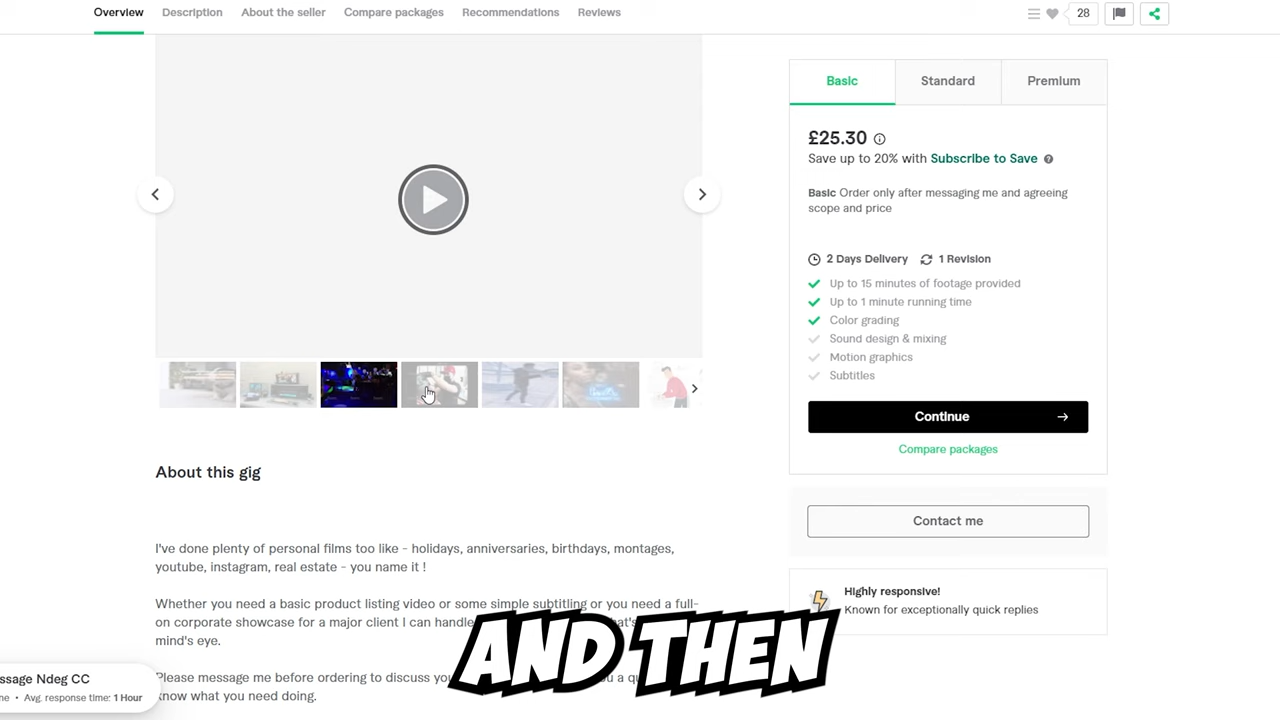 Overview Description About the seller Compare packages Recommendations Reviews 28
Basic Standard Premium
£25.30
Save up to 20% with Subscribe to Save
Basic Order only after messaging me and agreeing
scope and price
2 Days Delivery 1 Revision
Up to 15 minutes of footage provided
Up to 1 minute running time
Color grading
Sound design & mixing
Motion graphics
Subtitles
Continue
Compare packages
Contact me
Highly responsive!
Known for exceptionally quick replies
About this gig
I've done plenty of personal films too like - holidays, anniversaries, birthdays, montages,
youtube, instagram, real estate - you name it !
Whether you need a basic product listing video or some simple subtitling or you need a full-
on corporate showcase for a major client I can handle
mind's eye.
Please message me before ordering to discuss
know what you need doing.
ssage Ndeg CC
Avg. response time: 1 Hour
AND THEN